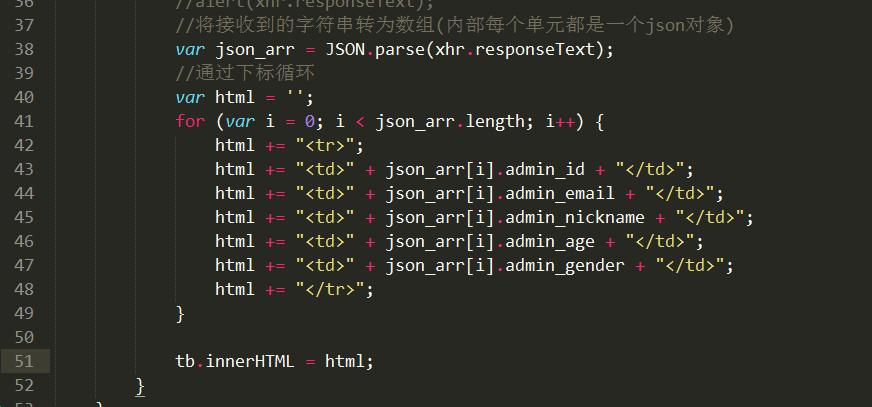 36 //alert(xhr.responseText);
37 //将接收到的字符串转为数组(内部每个单元都是一个json对象)
38 var json_arr = JSON.parse(xhr.responseText);
39 //通过下标循环
40 var html = '';
41 for (var i = 0; i < json_arr.length; i++) {
42 html += "<tr>";
43 html += "<td>" + json_arr[i].admin_id + "</td>";
44 html += "<td>" + json_arr[i].admin_email + "</td>";
45 html += "<td>" + json_arr[i].admin_nickname + "</td>";
46 html += "<td>" + json_arr[i].admin_age + "</td>";
47 html += "<td>" + json_arr[i].admin_gender + "</td>";
48 html += "</tr>";
49 }
50
51 tb.innerHTML = html;
52 }
53 }